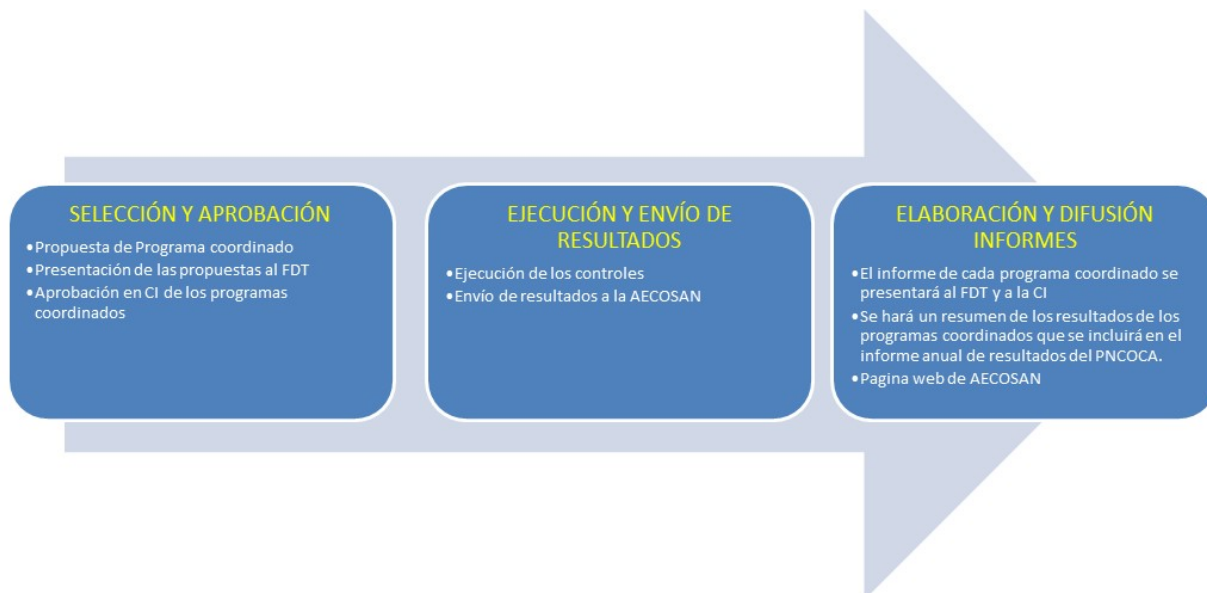 SELECCIÓN Y APROBACIÓN
•Propuesta de Programa coordinado
•Presentación de las propuestas al FDT
•Aprobación en CI de los programas
coordinados
EJECUCIÓN Y ENVÍO DE
RESULTADOS
•Ejecución de los controles
•Envío de resultados a la AECOSAN
ELABORACIÓN Y DIFUSIÓN
INFORMES
•El informe de cada programa coordinado se
presentará al FDT y a la CI
•Se hará un resumen de los resultados de los
programas coordinados que se incluirá en el
informe anual de resultados del PNCOCA.
•Pagina web de AECOSAN